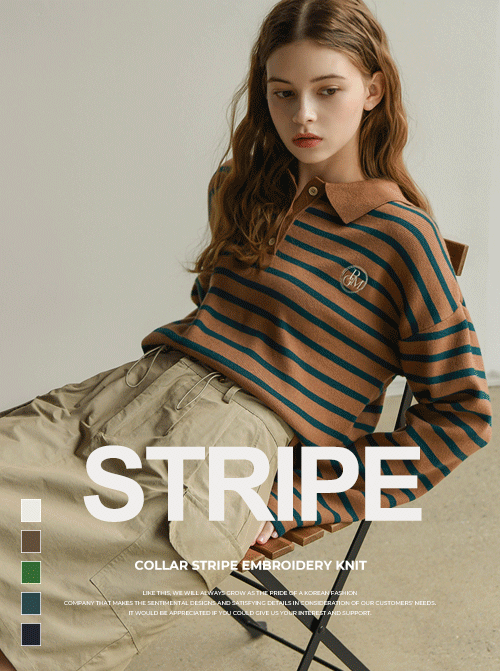 STRIPE
COLLAR STRIPE EMBROIDERY KNIT
LIKE THIS, WE WILL ALWAYS GROW AS THE PRIDE OF A KOREAN FASHION
COMPANY THAT MAKES THE SENTIMENTAL DESIGNS AND SATISFYING DETAILS IN CONSIDERATION OF OUR CUSTOMERS' NEEDS.
IT WOULD BE APPRECIATED IF YOU COULD GIVE US YOUR INTEREST AND SUPPORT.